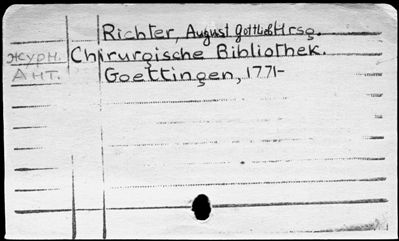 Richter, August Gottlieb Hrsg.
журн. Chirurgische Bibliothek.
Ант. Goettingen, 1771-